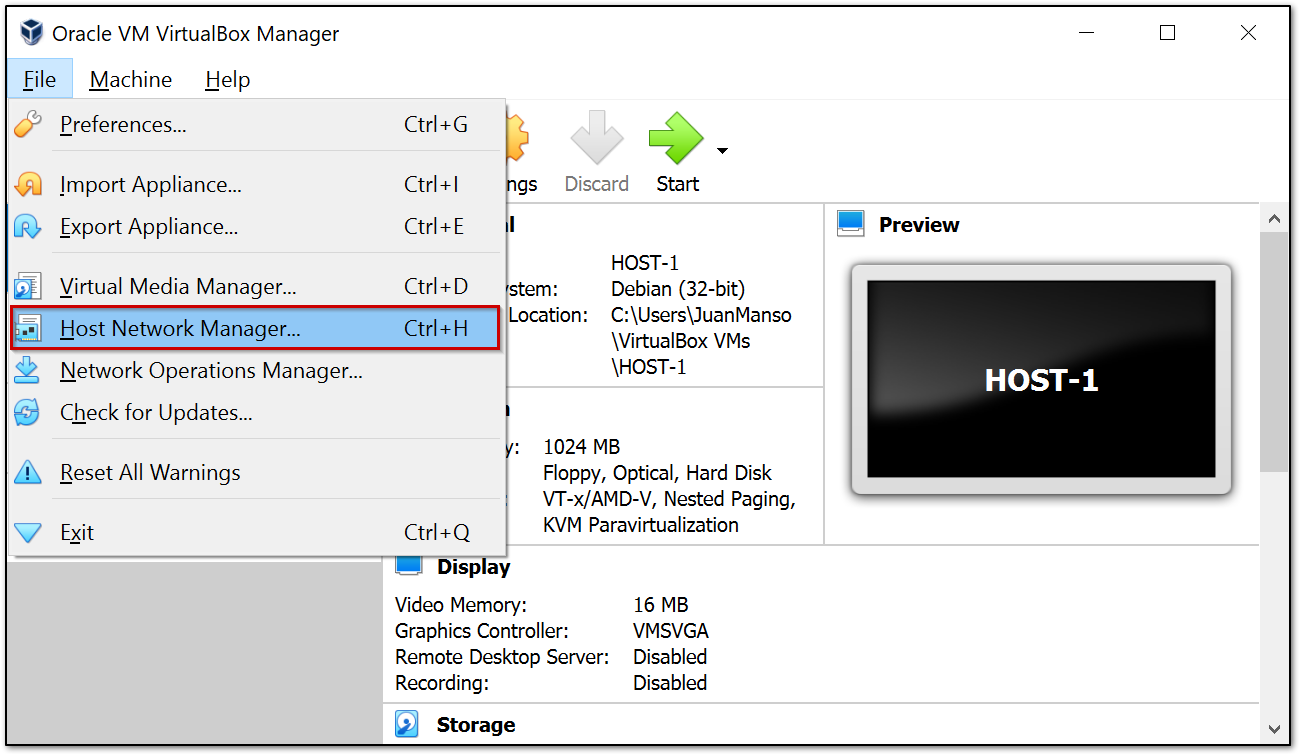 Oracle VM VirtualBox Manager
File Machine Help
Preferences... Ctrl+G
Import Appliance... Ctrl+I
Export Appliance... Ctrl+E
Virtual Media Manager... Ctrl+D
Host Network Manager... Ctrl+H
Network Operations Manager...
Check for Updates...
Reset All Warnings
Exit Ctrl+Q
Discard
Start
HOST-1
Debian (32-bit)
Location: C:\Users\JuanManso
\VirtualBox VMs
\HOST-1
1024 MB
Floppy, Optical, Hard Disk
VT-x/AMD-V, Nested Paging,
KVM Paravirtualization
Preview
HOST-1
Display
Video Memory: 16 MB
Graphics Controller: VMSVGA
Remote Desktop Server: Disabled
Recording: Disabled
Storage